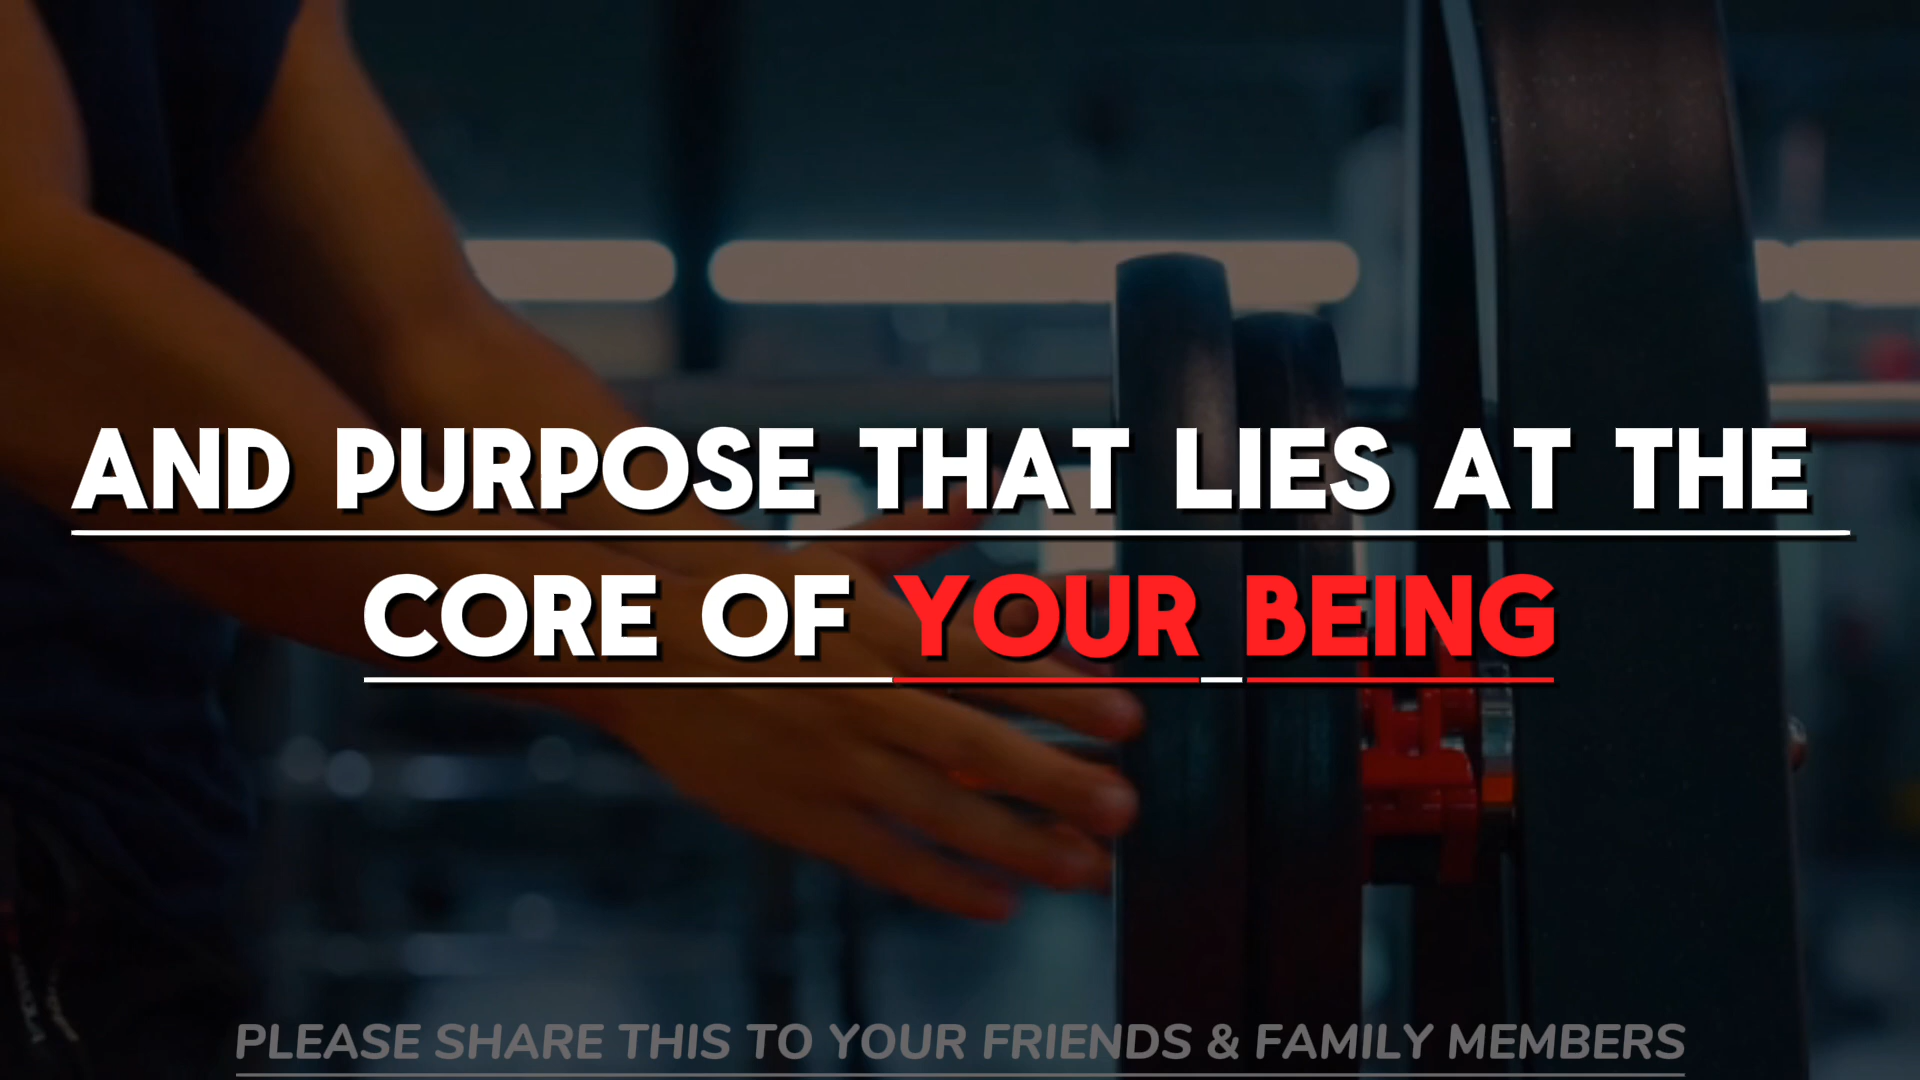 AND PURPOSE THAT LIES AT THE
CORE OF YOUR BEING
PLEASE SHARE THIS TO YOUR FRIENDS & FAMILY MEMBERS